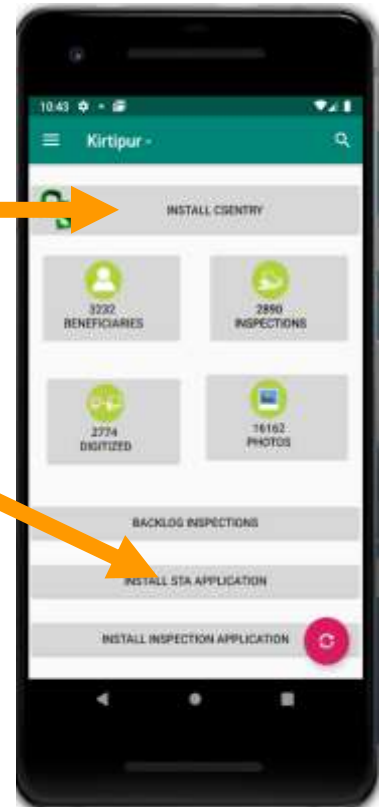 10:43
Kirtipur -
INSTALL CSENTRY
3232
BENEFICIARIES
2890
INSPECTIONS
2774
DIGITIZED
16162
PHOTOS
BACKLOG INSPECTIONS
INSTALL STA APPLICATION
INSTALL INSPECTION APPLICATION